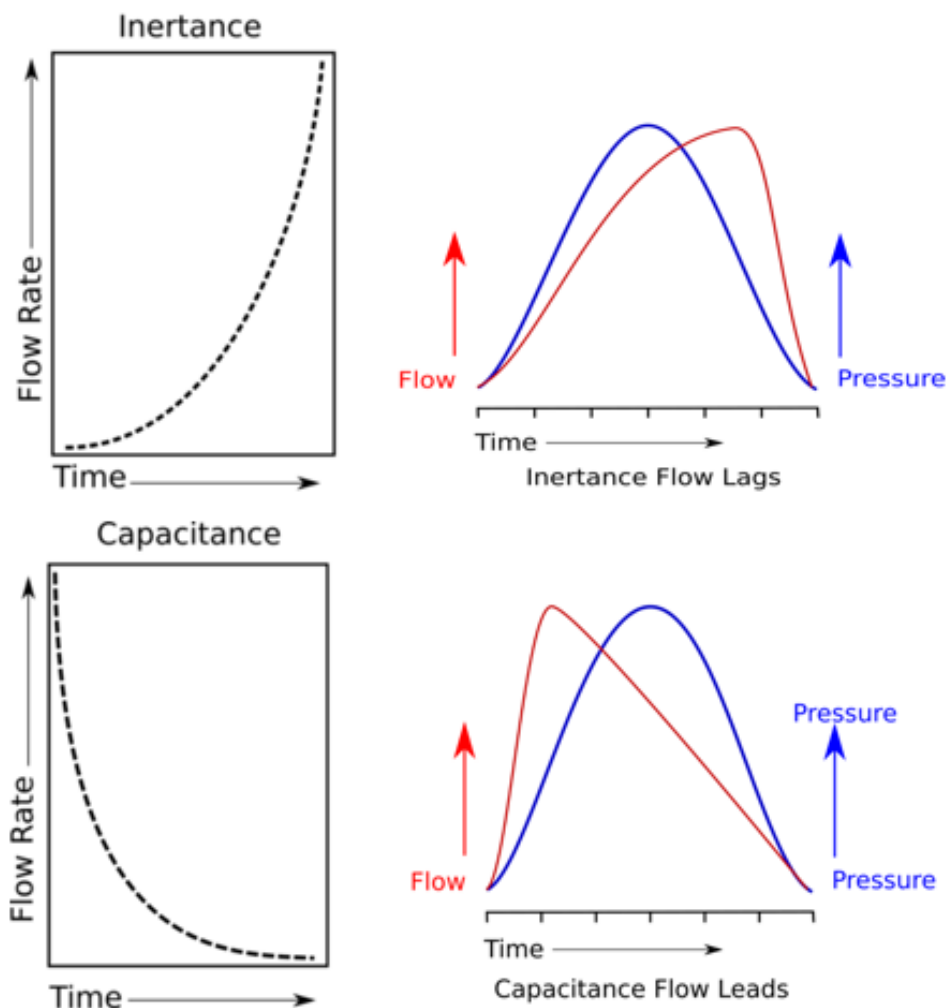 Inertance
Flow Rate
Time
Flow
Pressure
Time
Inertance Flow Lags
Capacitance
Flow Rate
Time
Pressure
Flow
Pressure
Time
Capacitance Flow Leads